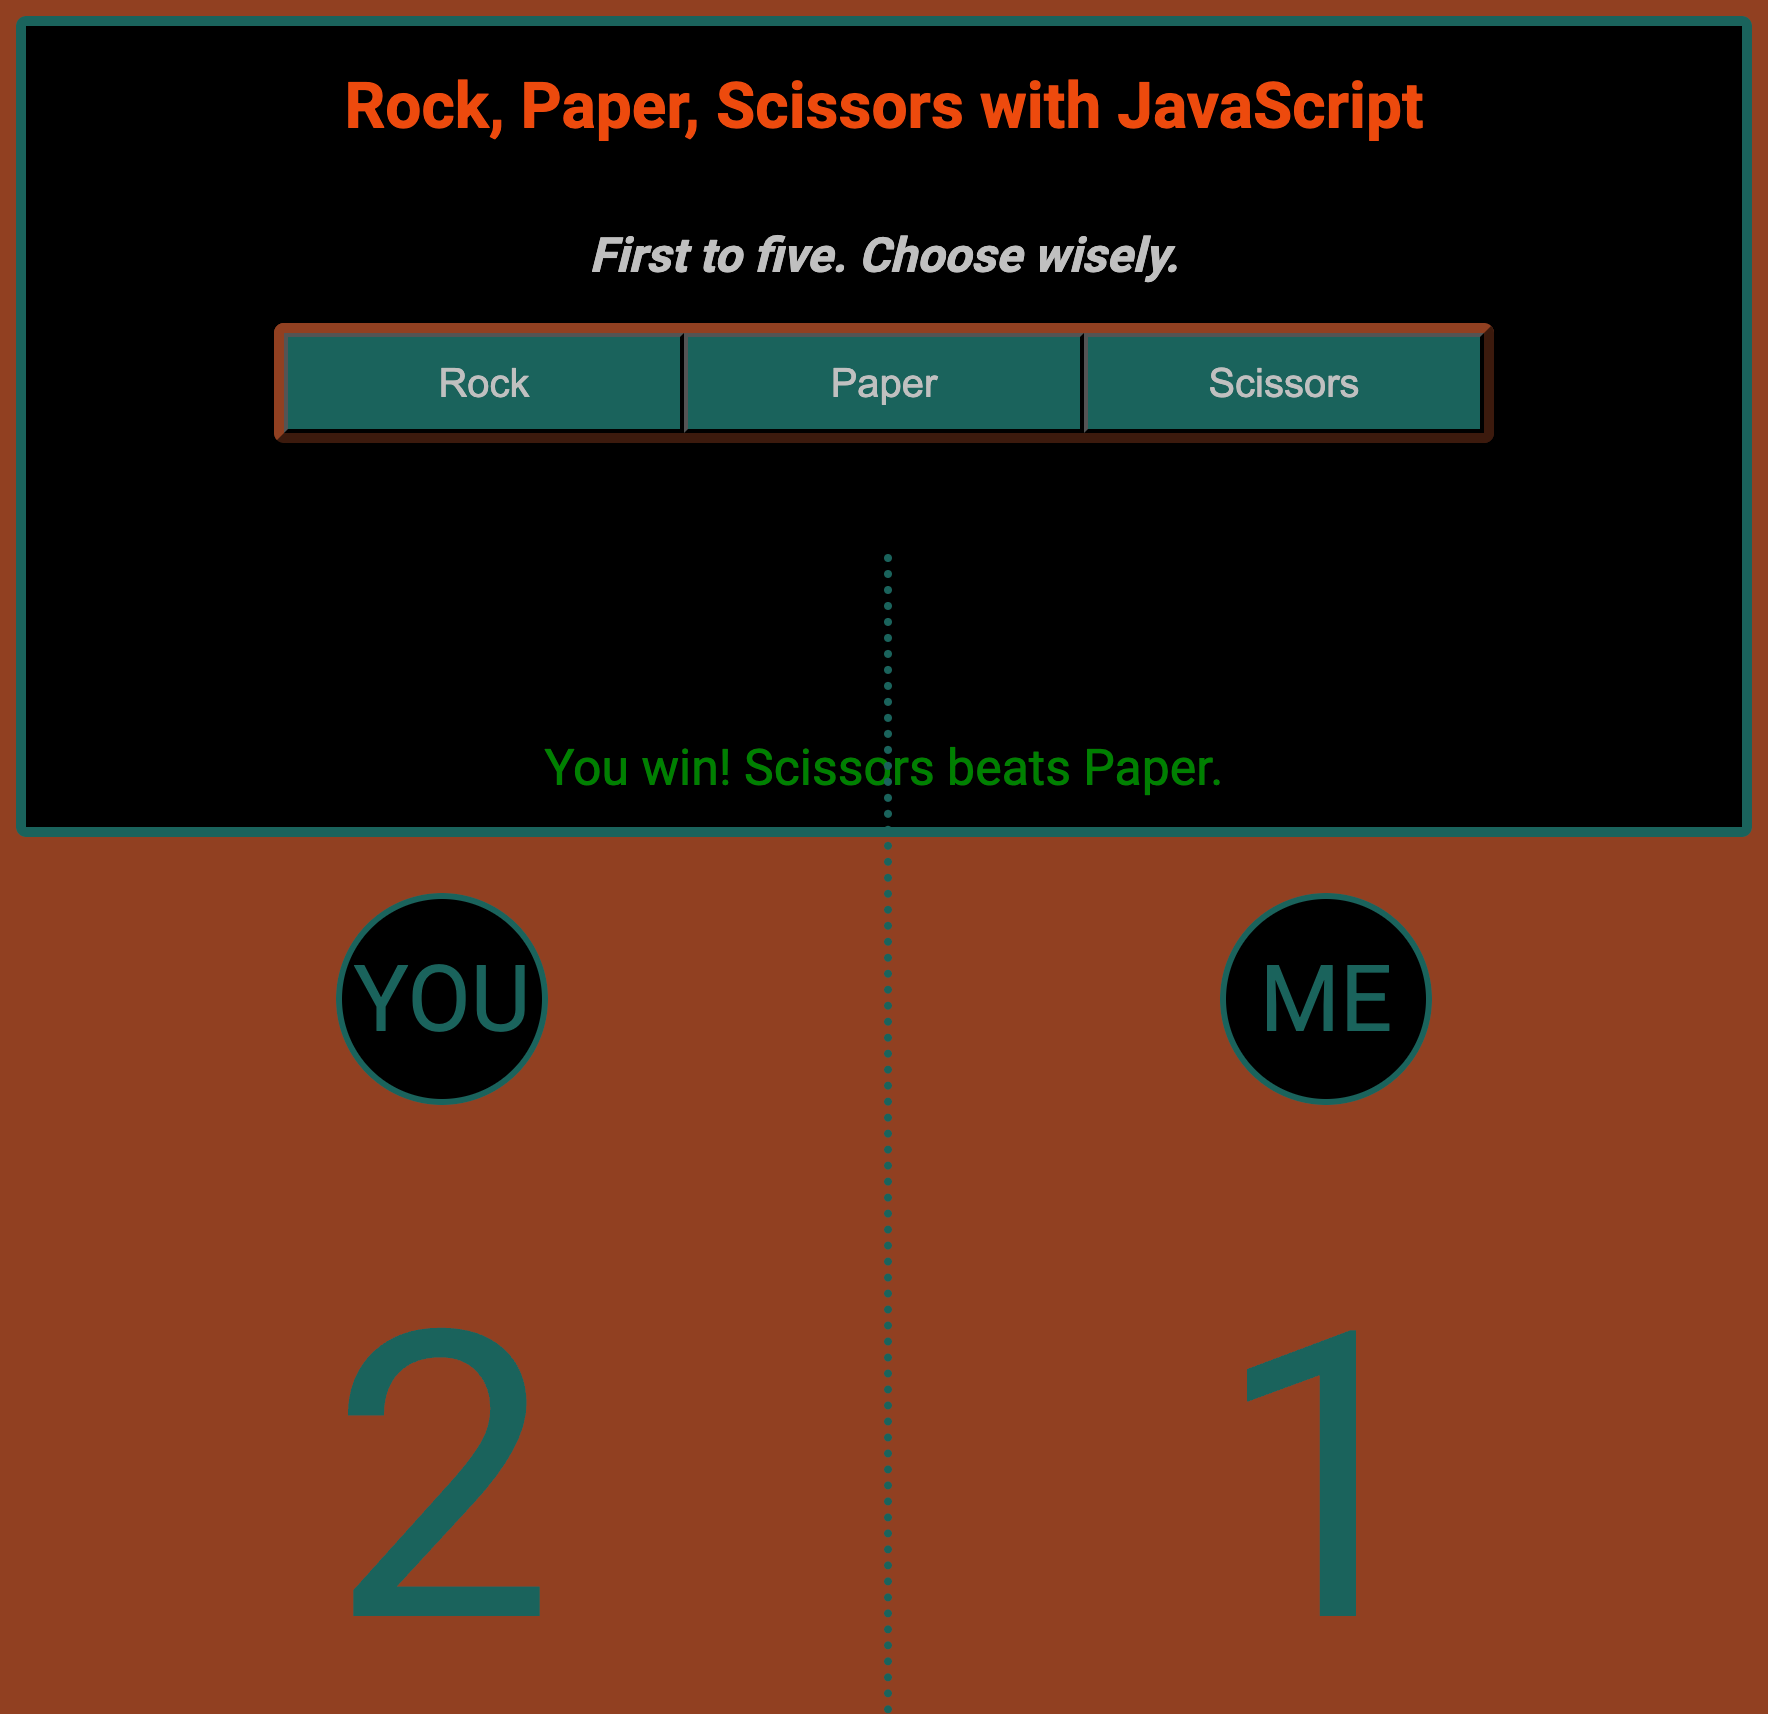 Rock, Paper, Scissors with JavaScript
First to five. Choose wisely.
Rock
Paper
Scissors
You win! Scissors beats Paper.
YOU
ME
2
1